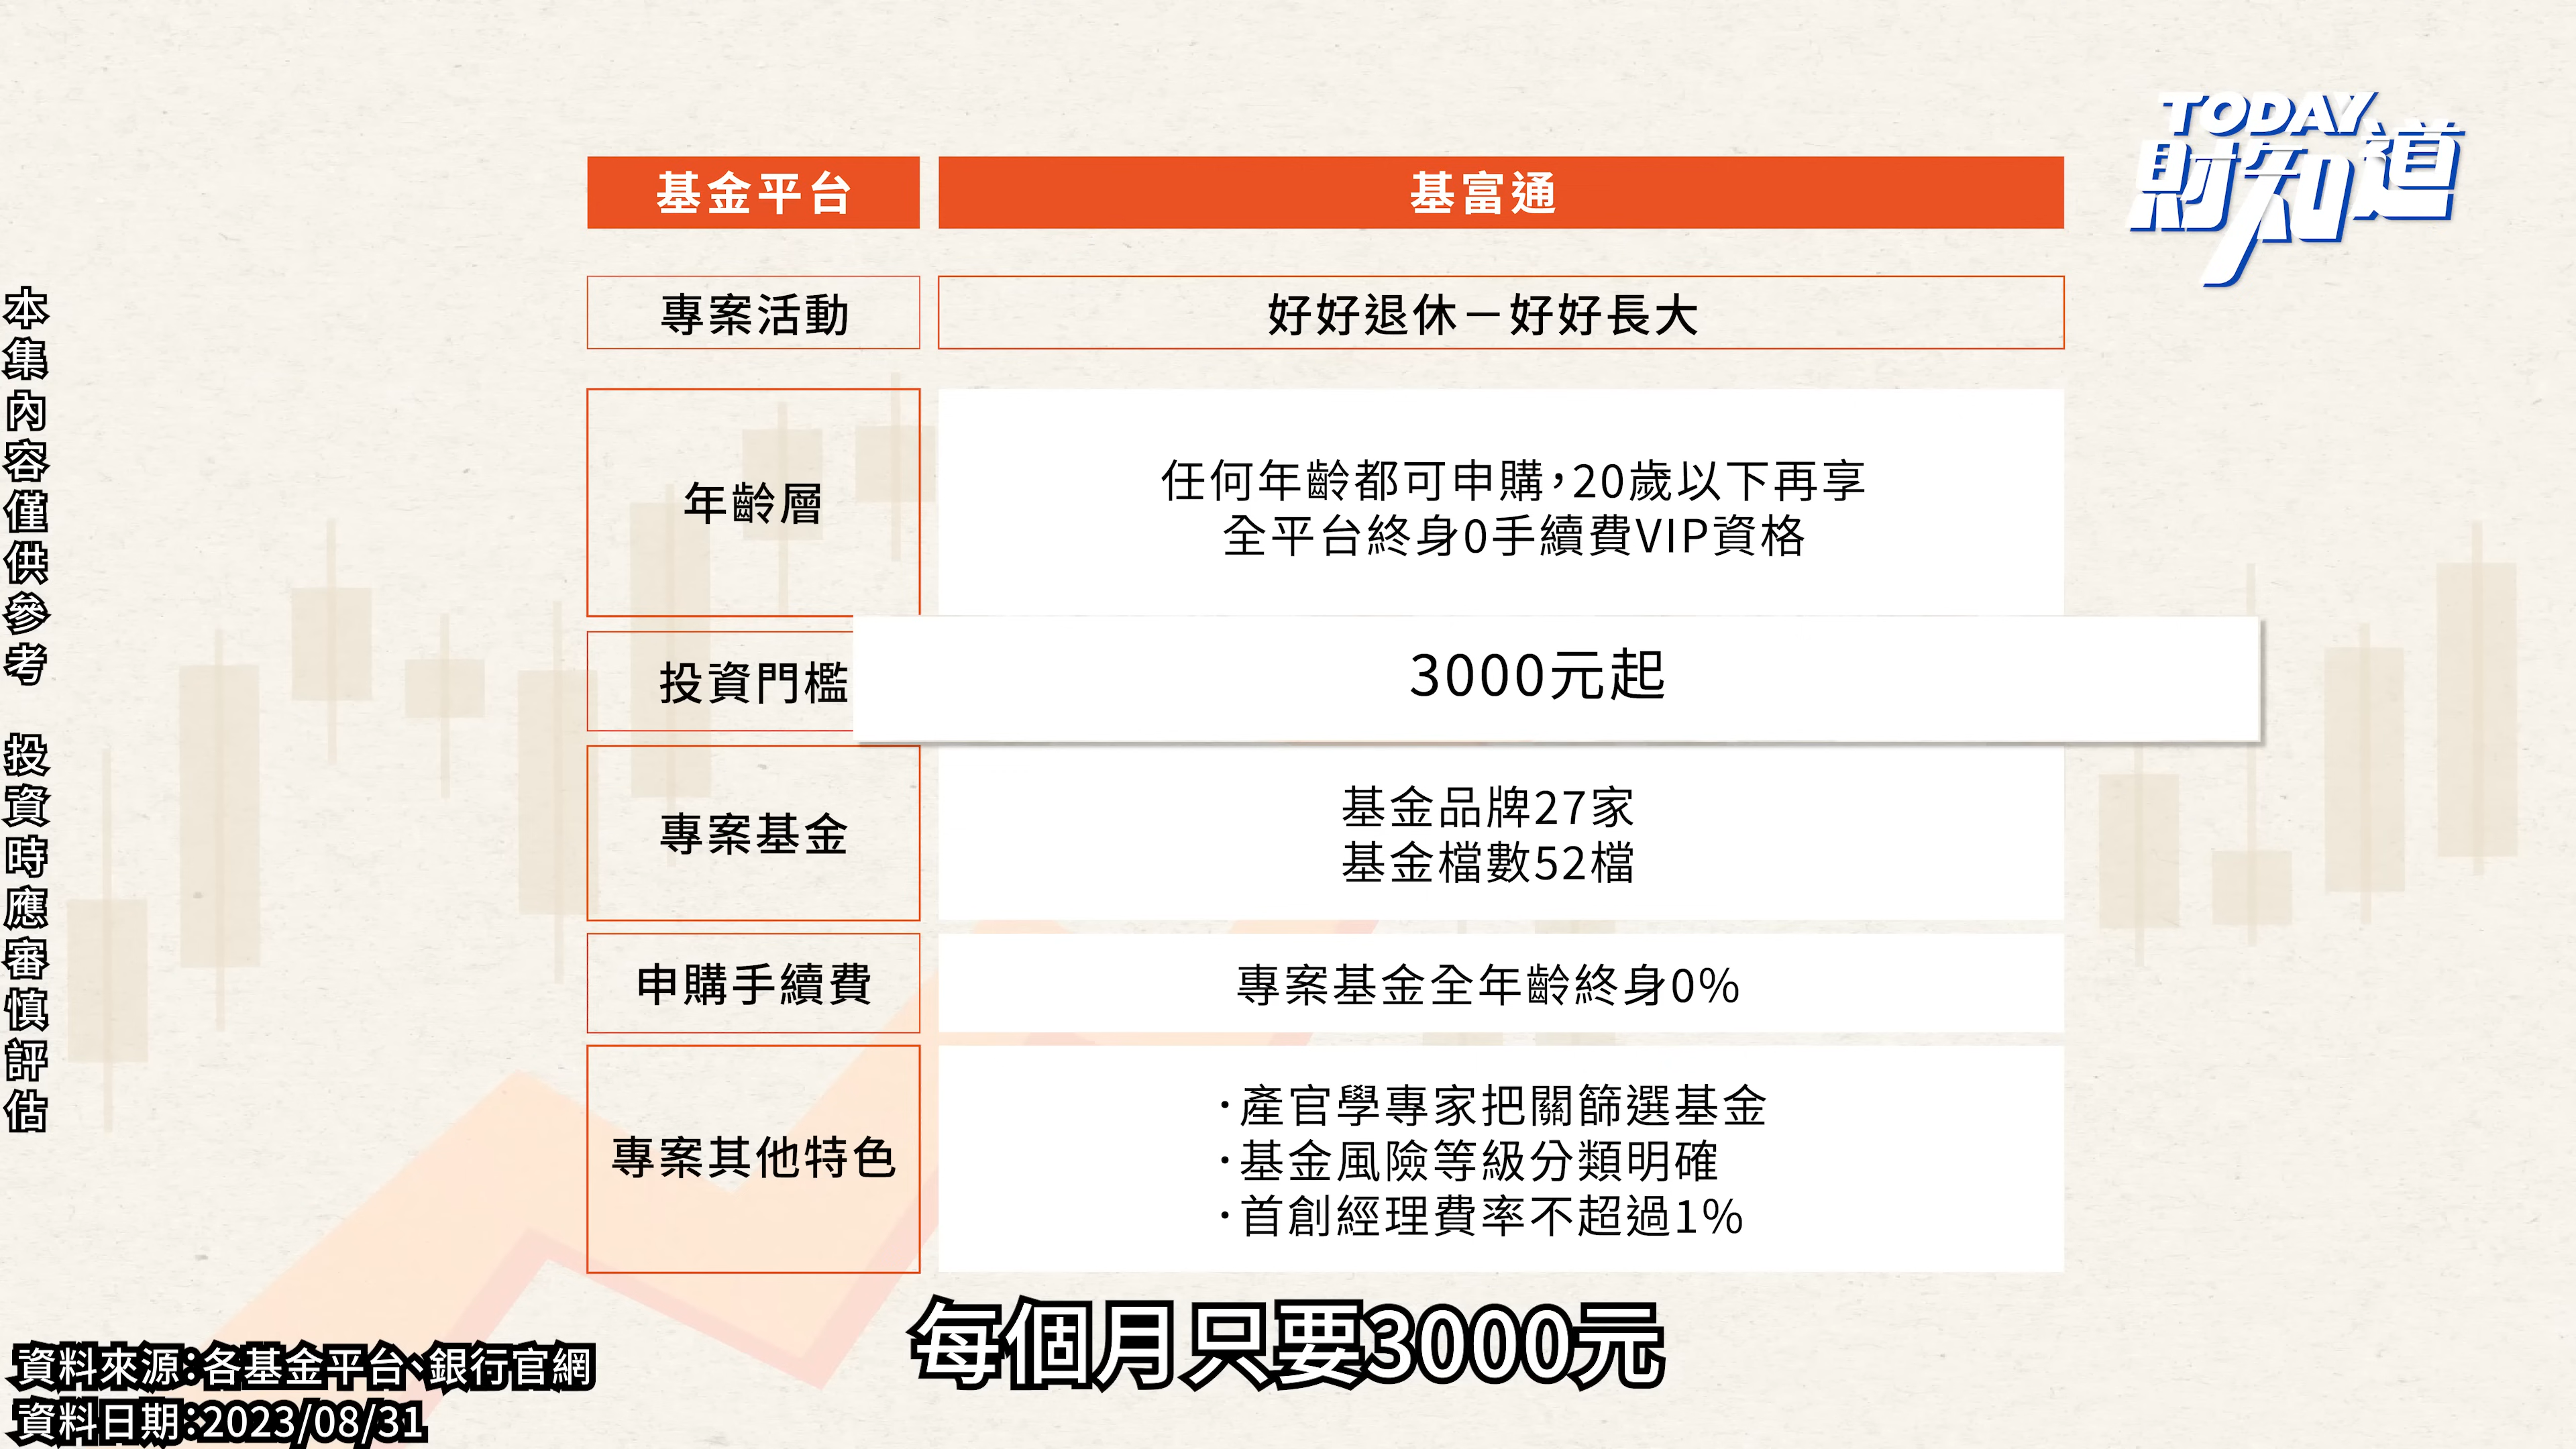 TODAY
財知道
基金平台
基富通
專案活動
好好退休－好好長大
年齡層
任何年齡都可申購，20歲以下再享
全平台終身0手續費VIP資格
投資門檻
3000元起
專案基金
基金品牌27家
基金檔數52檔
申購手續費
專案基金全年齡終身0%
專案其他特色
·產官學專家把關篩選基金
·基金風險等級分類明確
·首創經理費率不超過1%
本集內容僅供參考 投資時應審慎評估
每個月只要3000元
資料來源：各基金平台、銀行官網
資料日期：2023/08/31